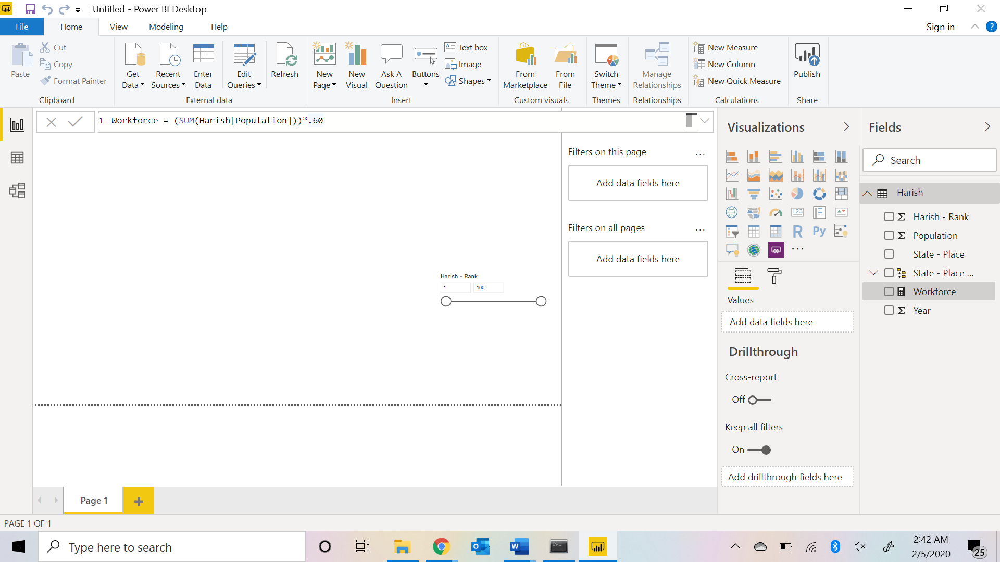 Untitled - Power BI Desktop
File
Home
View
Modeling
Help
Sign in
?
Paste
Cut
Copy
Format Painter
Clipboard
Get
Data
Recent
Sources
Enter
Data
Edit
Queries
Refresh
External data
New
Page
New
Visual
Ask A
Question
Buttons
Text box
Image
Shapes
Insert
From
Marketplace
From
File
Custom visuals
Switch
Theme
Themes
Manage
Relationships
Relationships
New Measure
New Column
New Quick Measure
Calculations
Publish
Share
1 Workforce = (SUM(Harish[Population]))*.60
Harish - Rank
1
100
Filters on this page
...
Add data fields here
Filters on all pages
...
Add data fields here
Visualizations
123
R
Py
...
Values
Add data fields here
Drillthrough
Cross-report
Off
Keep all filters
On
Add drillthrough fields here
Fields
Search
Harish
Σ Harish - Rank
Σ Population
State - Place
State - Place ...
Workforce
Σ Year
Page 1
+
PAGE 1 OF 1
Type here to search
W
2:42 AM
2/5/2020
25